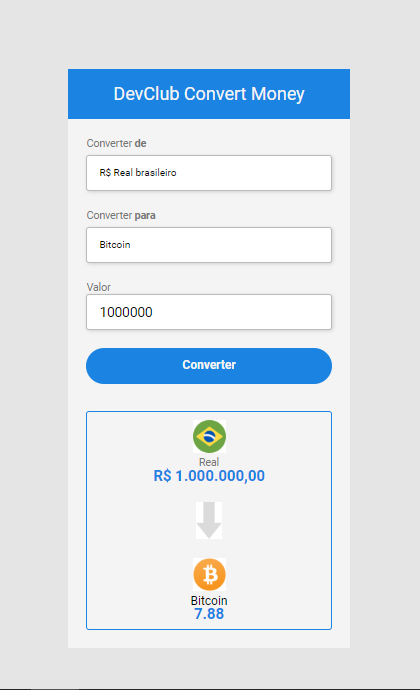 DevClub Convert Money
Converter de
R$ Real brasileiro
Converter para
Bitcoin
Valor
1000000
Converter
Real
R$ 1.000.000,00
Bitcoin
7.88